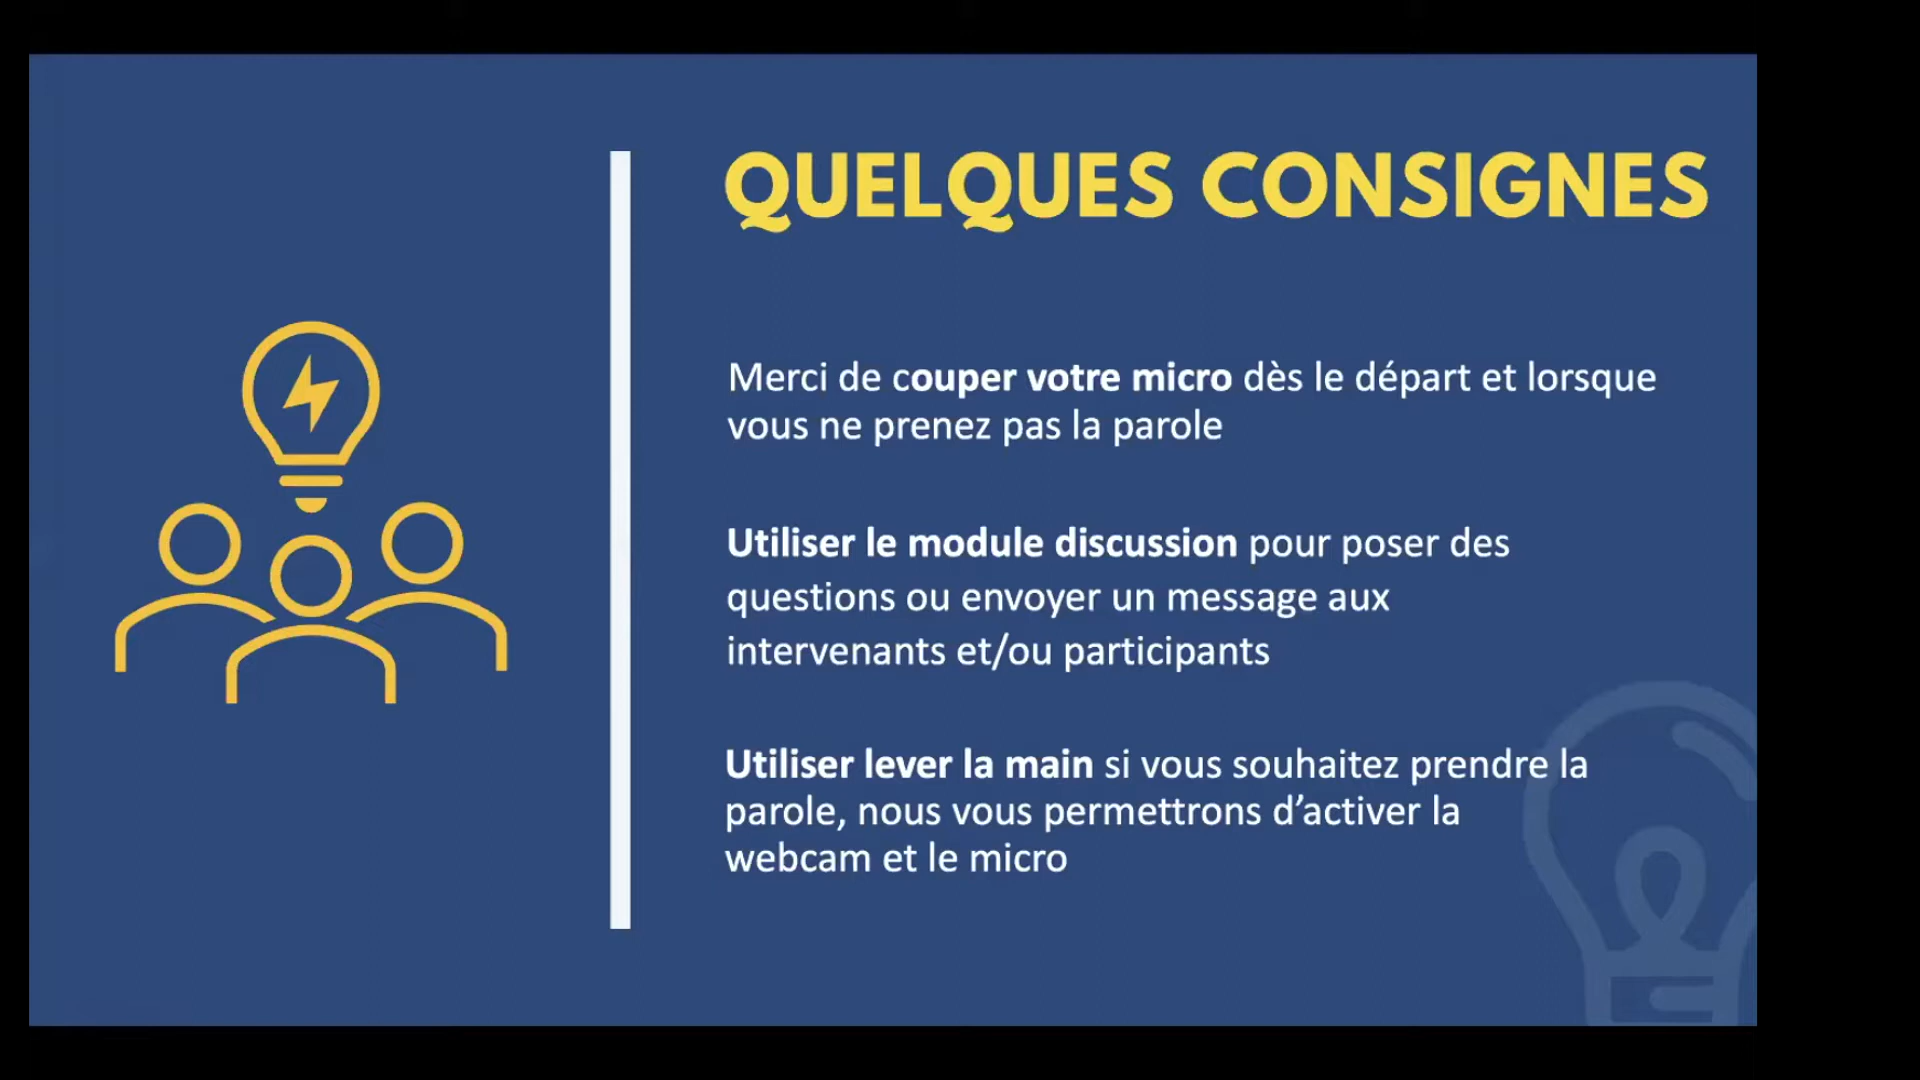 QUELQUES CONSIGNES
Merci de couper votre micro dès le départ et lorsque
vous ne prenez pas la parole
Utiliser le module discussion pour poser des
questions ou envoyer un message aux
intervenants et/ou participants
Utiliser lever la main si vous souhaitez prendre la
parole, nous vous permettrons d’activer la
webcam et le micro